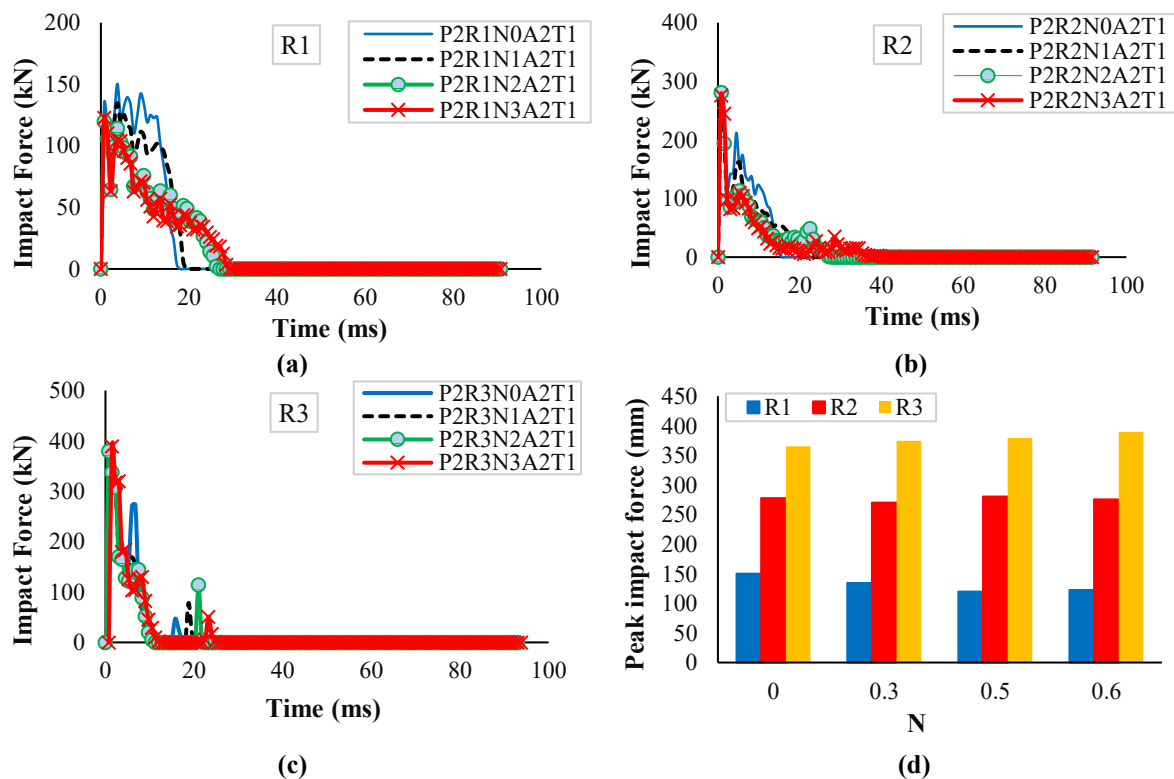 200
150
100
50
0
0
20
40
60
80
100
Impact Force (kN)
Time (ms)
R1
P2R1N0A2T1
P2R1N1A2T1
P2R1N2A2T1
P2R1N3A2T1
(a)
400
300
200
100
0
0
20
40
60
80
100
Impact Force (kN)
Time (ms)
R2
P2R2N0A2T1
P2R2N1A2T1
P2R2N2A2T1
P2R2N3A2T1
(b)
500
400
300
200
100
0
0
20
40
60
80
100
Impact Force (kN)
Time (ms)
R3
P2R3N0A2T1
P2R3N1A2T1
P2R3N2A2T1
P2R3N3A2T1
(c)
450
400
350
300
250
200
150
100
50
0
0
0.3
0.5
0.6
Peak impact force (mm)
N
R1
R2
R3
(d)